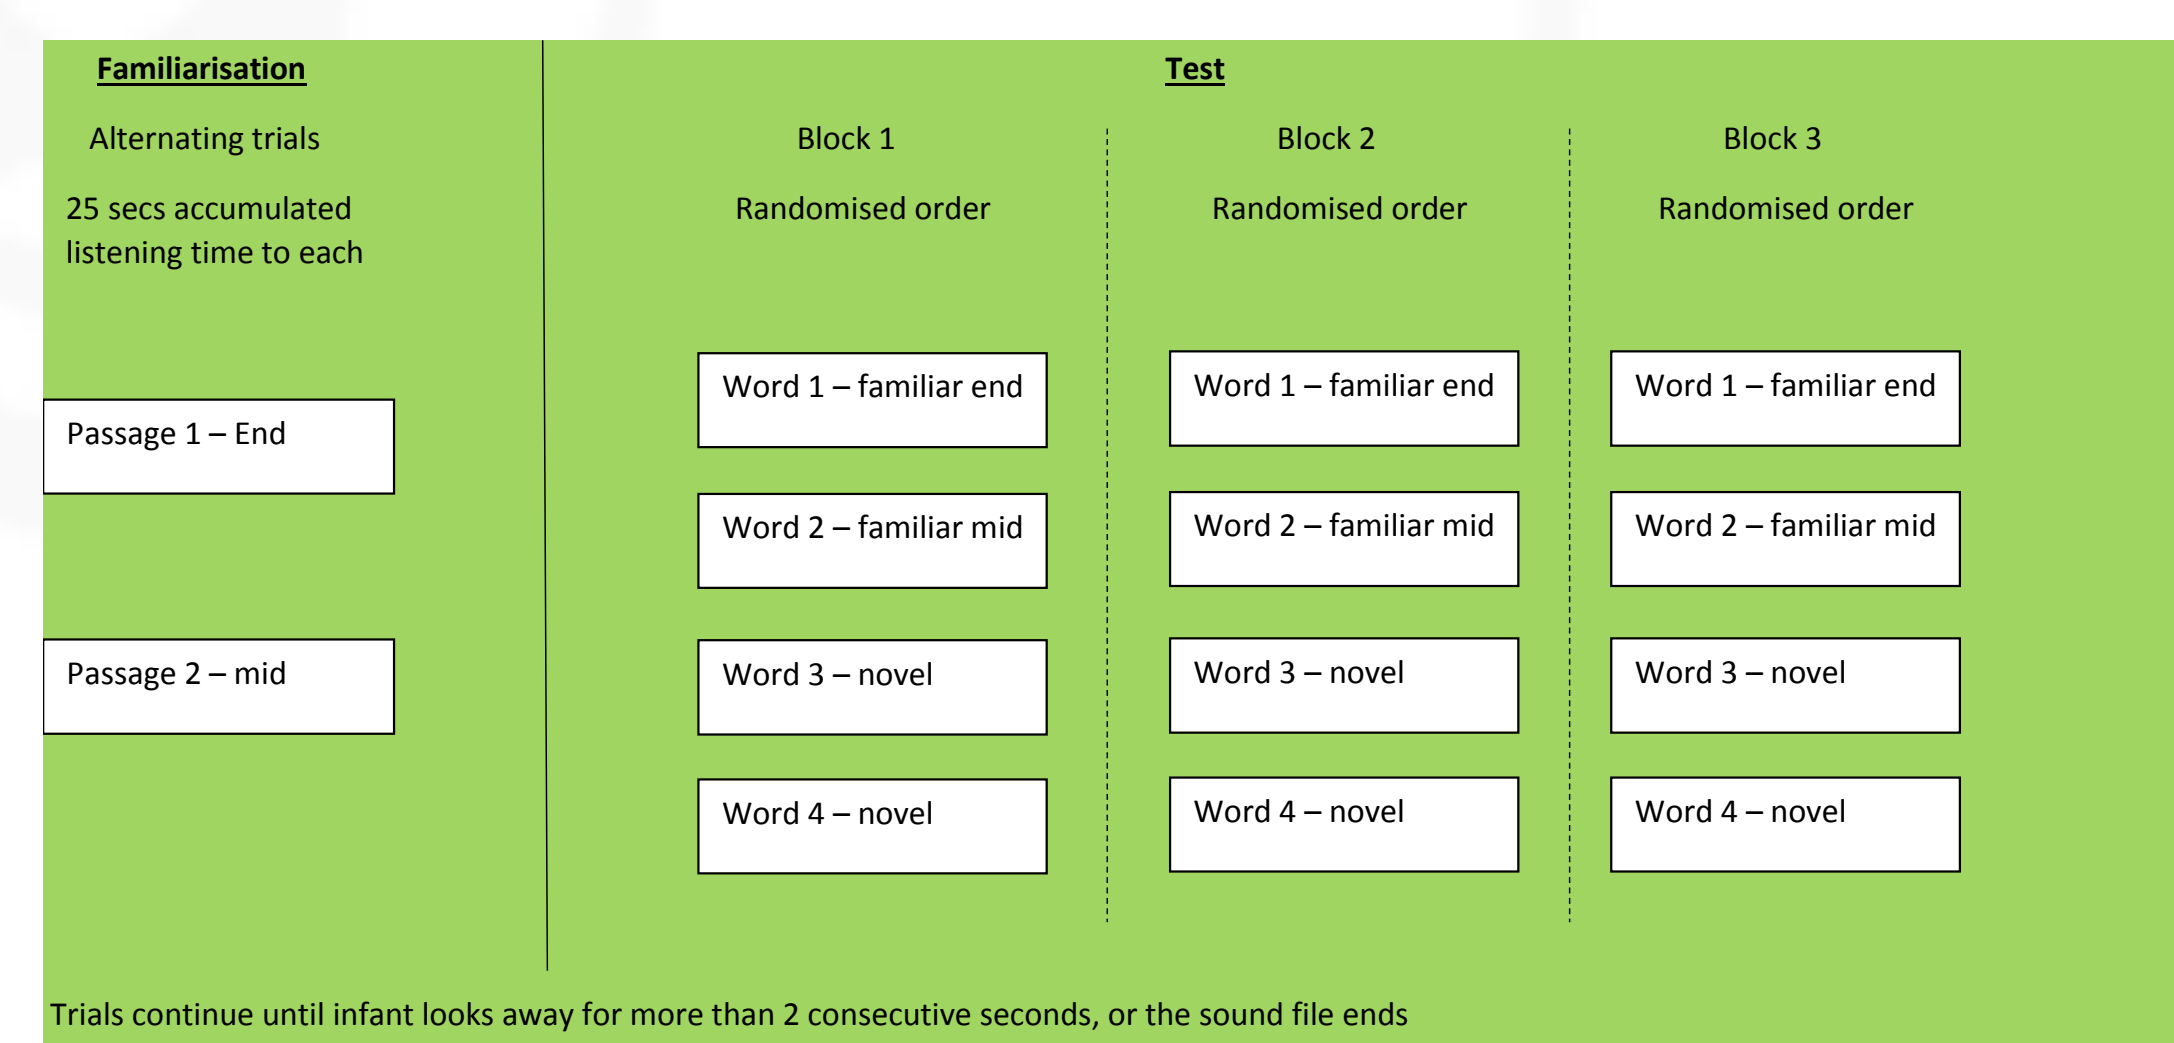 Familiarisation
Alternating trials
25 secs accumulated
listening time to each
Passage 1 – End
Passage 2 – mid
Test
Block 1
Randomised order
Word 1 – familiar end
Word 2 – familiar mid
Word 3 – novel
Word 4 – novel
Block 2
Randomised order
Word 1 – familiar end
Word 2 – familiar mid
Word 3 – novel
Word 4 – novel
Block 3
Randomised order
Word 1 – familiar end
Word 2 – familiar mid
Word 3 – novel
Word 4 – novel
Trials continue until infant looks away for more than 2 consecutive seconds, or the sound file ends